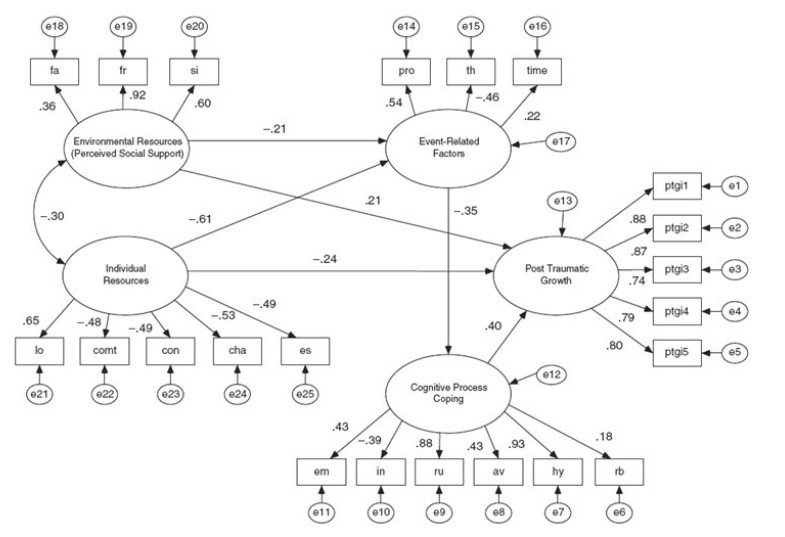 e18 e19 e20 e14 e15 e16
fa fr si pro th time
.36 .92 .60 .54 –.46 .22
Environmental Resources
(Perceived Social Support)
–.21
Event-Related
Factors
e17
–.30
–.61
.21
–.35
e13
ptgi1 e1
.88 ptgi2 e2
.87
ptgi3 e3
.74
ptgi4 e4
.79
.80 ptgi5 e5
Individual
Resources
–.24
Post Traumatic
Growth
.65 –.48 –.49 –.53 –.49
lo comt con cha es
e21 e22 e23 e24 e25
.40
e12
Cognitive Process
Coping
.43 –.39 .88 .43 .93 .18
em in ru av hy rb
e11 e10 e9 e8 e7 e6